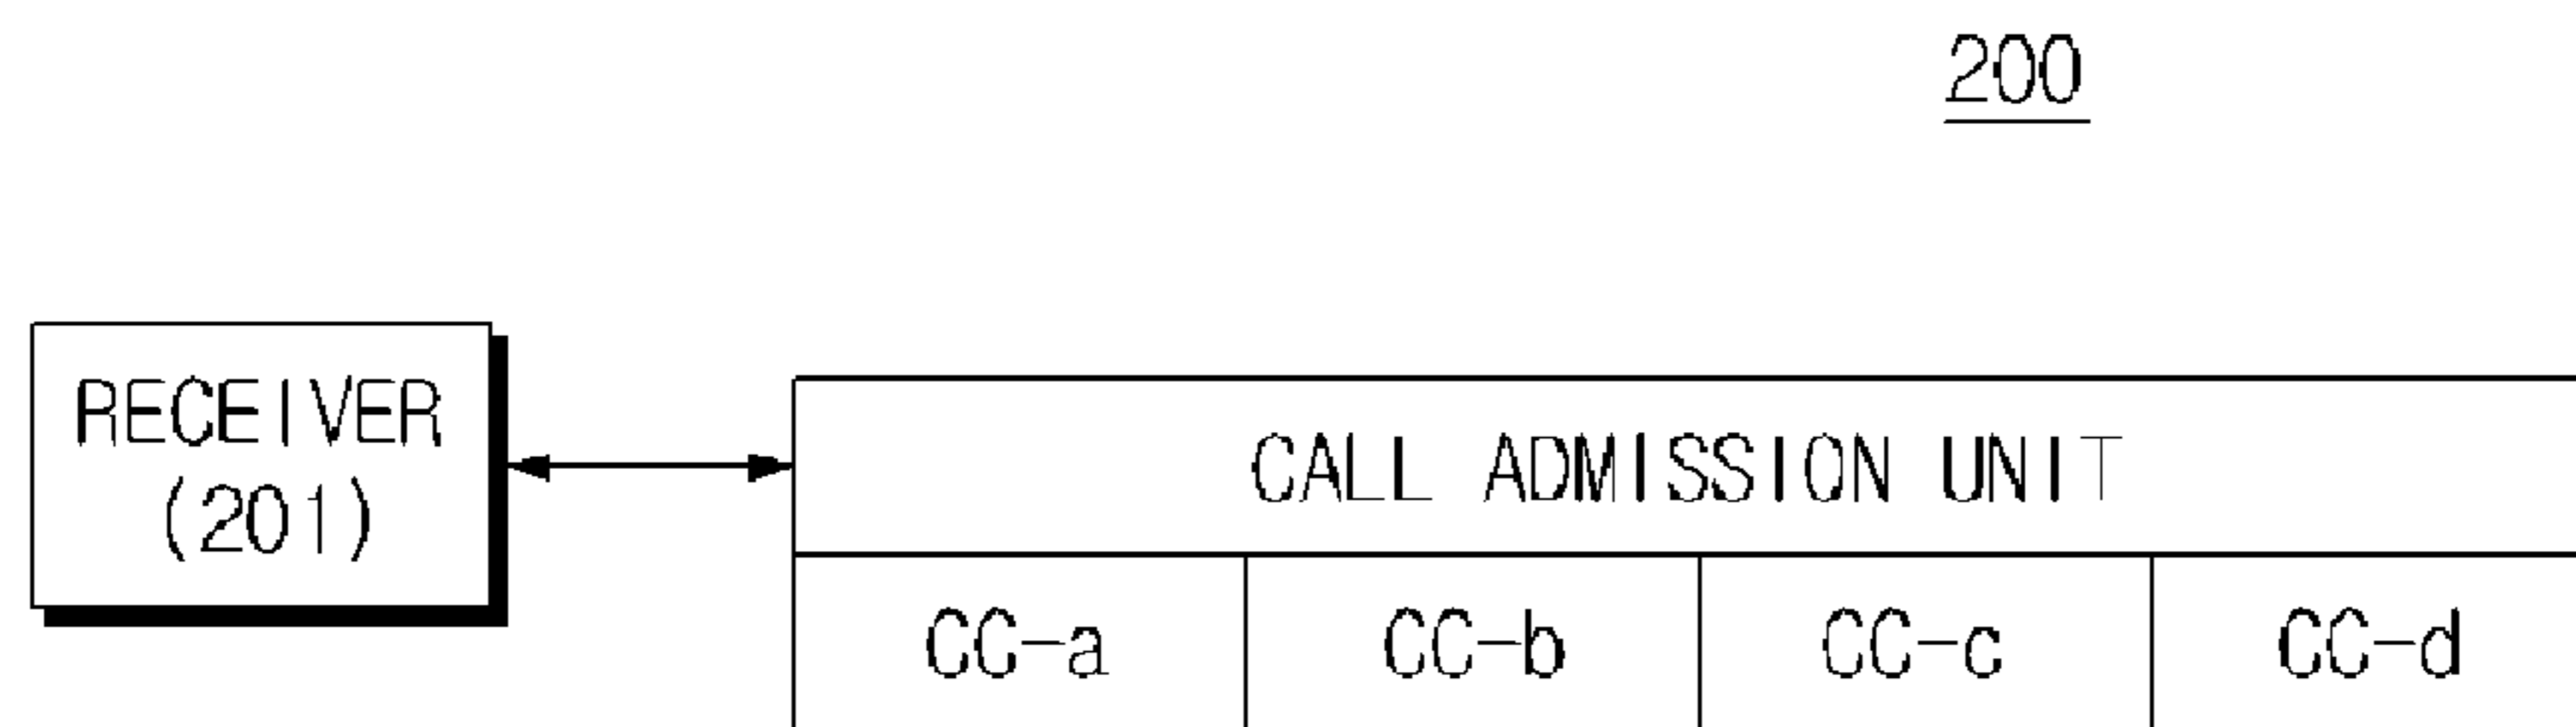 200
RECEIVER
(201)
CALL ADMISSION UNIT
CC-a CC-b CC-c CC-d